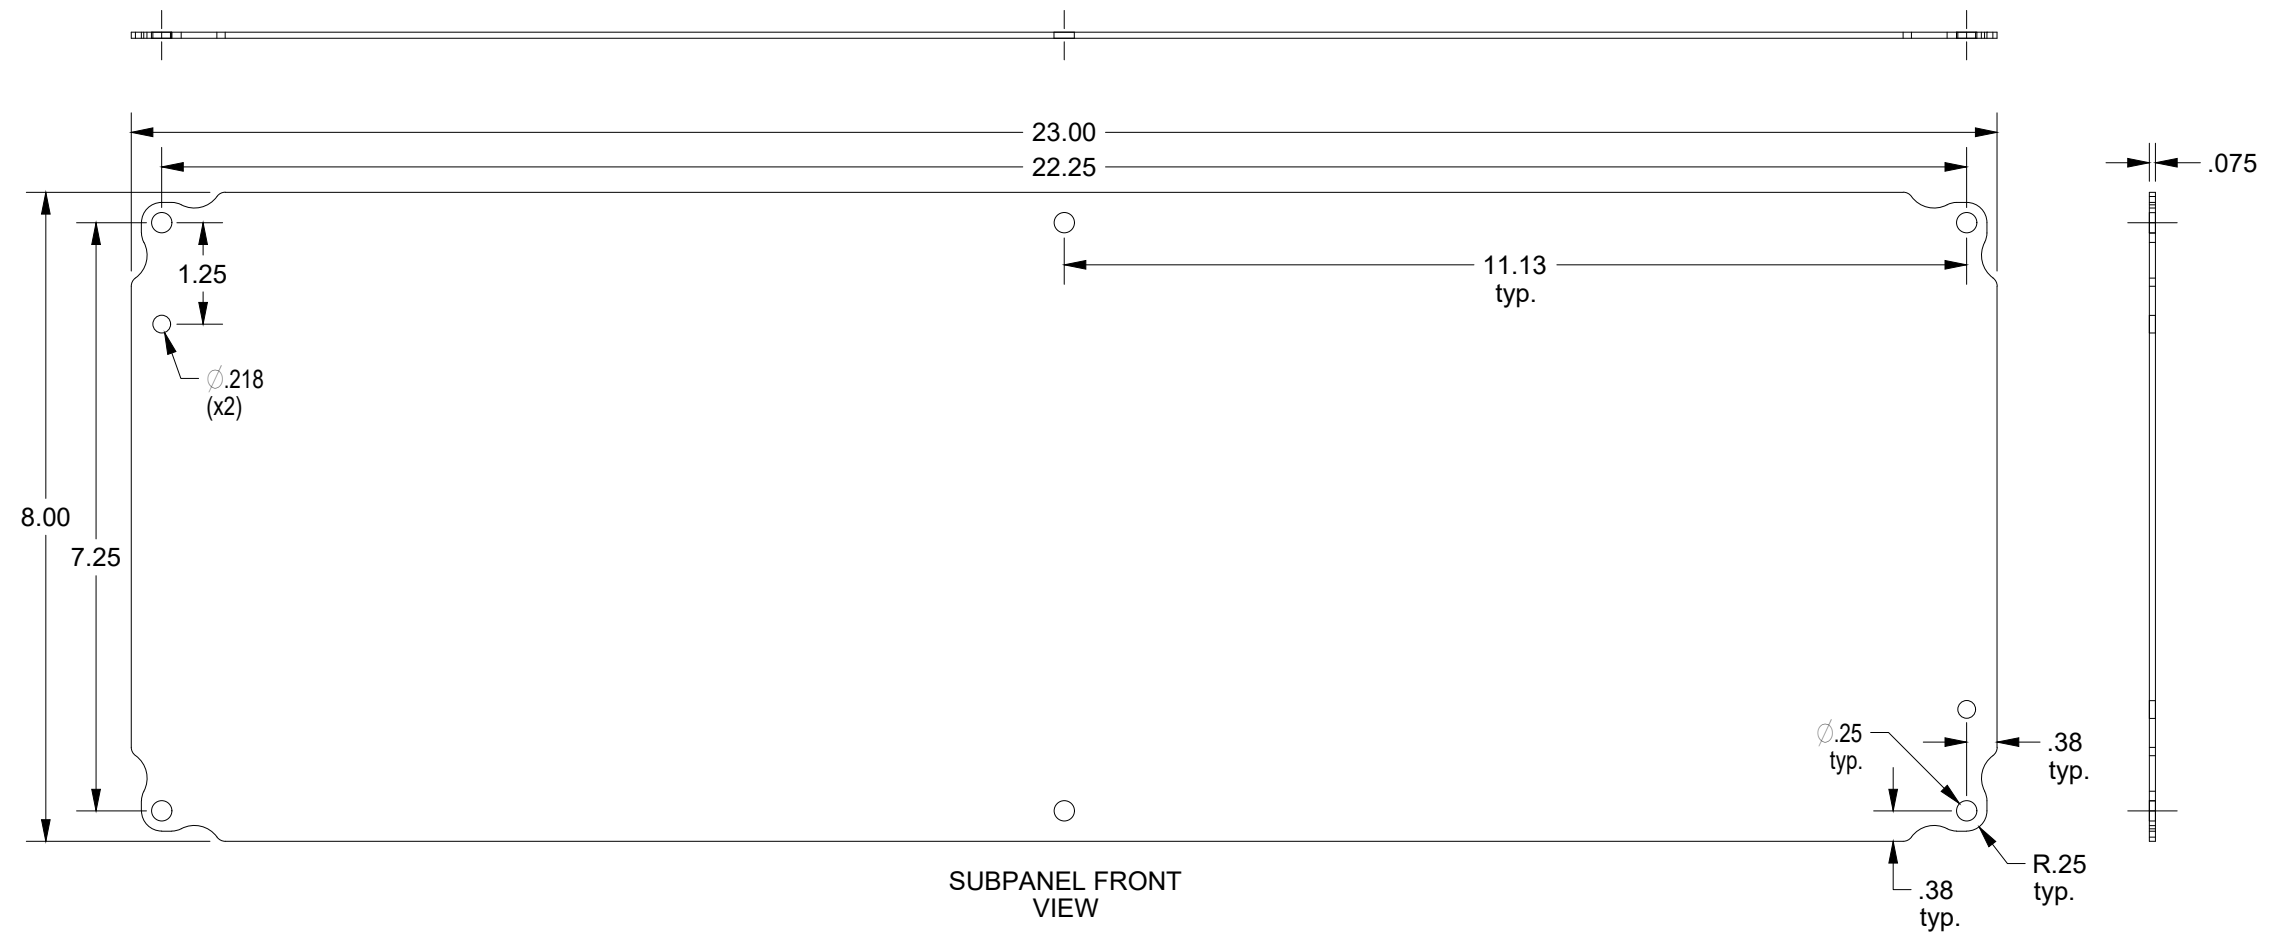 23.00
22.25
.075
1.25
11.13
typ.
Ø.218
(x2)
8.00
7.25
Ø.25
typ.
.38
typ.
R.25
typ.
.38
typ.
SUBPANEL FRONT
VIEW